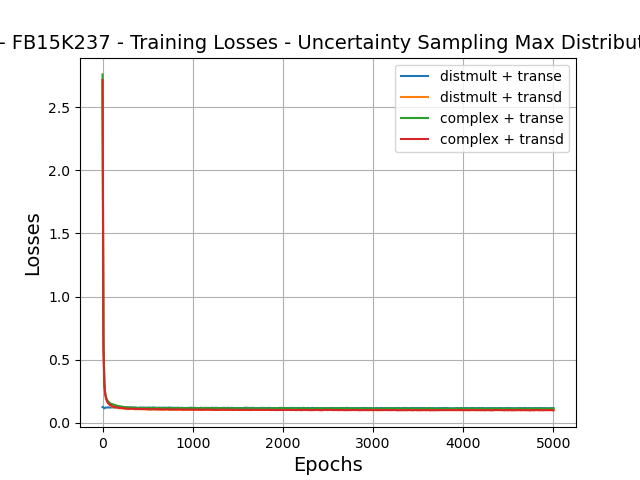 - FB15K237 - Training Losses - Uncertainty Sampling Max
distmult + transe
distmult + transd
complex + transe
complex + transd
Losses
2.5
2.0
1.5
1.0
0.5
0.0
0 1000 2000 3000 4000 5000
Epochs